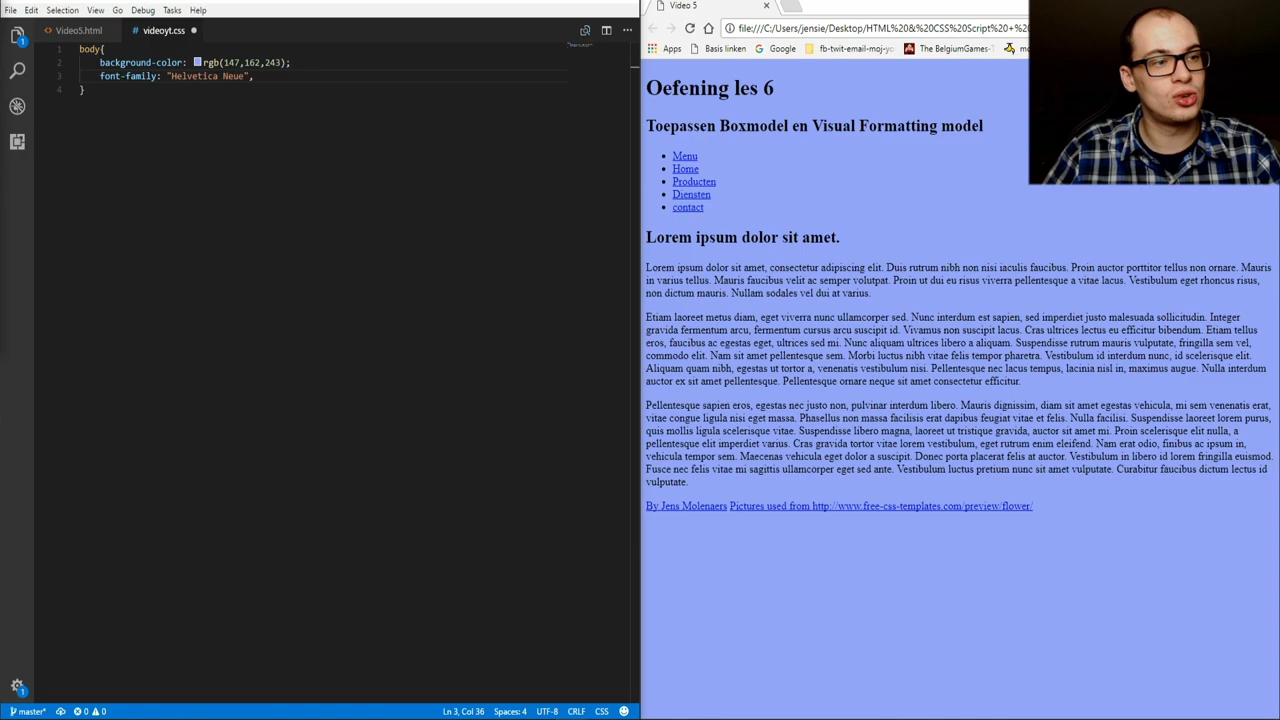 File Edit Selection View Go Debug Tasks Help
Video5.html videoyt.css
1 body{
2 background-color: rgb(147,162,243);
3 font-family: "Helvetica Neue",
4 }
1
1
master* 0 0 Ln 3, Col 36 Spaces: 4 UTF-8 CRLF CSS
Video 5
file:///C:/Users/jensie/Desktop/HTML%20&%20CSS%20Script%20+%20
Apps Basis linken Google fb-twit-email-moj-yo The BelgiumGames-T mov
Oefening les 6
Toepassen Boxmodel en Visual Formatting model
• Menu
• Home
• Producten
• Diensten
• contact
Lorem ipsum dolor sit amet.
Lorem ipsum dolor sit amet, consectetur adipiscing elit. Duis rutrum nibh non nisi iaculis faucibus. Proin auctor porttitor tellus non ornare. Mauris
in varius tellus. Mauris faucibus velit ac semper volutpat. Proin ut dui eu risus viverra pellentesque a vitae lacus. Vestibulum eget rhoncus risus,
non dictum mauris. Nullam sodales vel dui at varius.
Etiam laoreet metus diam, eget viverra nunc ullamcorper sed. Nunc interdum est sapien, sed imperdiet justo malesuada sollicitudin. Integer
gravida fermentum arcu, fermentum cursus arcu suscipit id. Vivamus non suscipit lacus. Cras ultrices lectus eu efficitur bibendum. Etiam tellus
eros, faucibus ac egestas eget, ultrices sed mi. Nunc aliquam ultrices libero a aliquam. Suspendisse rutrum mauris vulputate, fringilla sem vel,
commodo elit. Nam sit amet pellentesque sem. Morbi luctus nibh vitae felis tempor pharetra. Vestibulum id interdum nunc, id scelerisque elit.
Aliquam quam nibh, egestas ut tortor a, venenatis vestibulum nisi. Pellentesque nec lacus tempus, lacinia nisl in, maximus augue. Nulla interdum
auctor ex sit amet pellentesque. Pellentesque ornare neque sit amet consectetur efficitur.
Pellentesque sapien eros, egestas nec justo non, pulvinar interdum libero. Mauris dignissim, diam sit amet egestas vehicula, mi sem venenatis erat,
vitae congue ligula nisi eget massa. Phasellus non massa facilisis erat dapibus feugiat vitae et felis. Nulla facilisi. Suspendisse laoreet lorem purus,
quis mollis ligula scelerisque vitae. Suspendisse libero magna, laoreet ut tristique gravida, auctor sit amet mi. Proin scelerisque elit nulla, a
pellentesque elit imperdiet varius. Cras gravida tortor vitae lorem vestibulum, eget rutrum enim eleifend. Nam erat odio, finibus ac ipsum in,
vehicula tempor sem. Maecenas vehicula eget dolor a suscipit. Donec porta placerat felis at auctor. Vestibulum in libero id lorem fringilla euismod.
Fusce nec felis vitae mi sagittis ullamcorper eget sed ante. Vestibulum luctus pretium nunc sit amet vulputate. Curabitur faucibus dictum lectus id
vulputate.
By Jens Molenaers Pictures used from http://www.free-css-templates.com/preview/flower/